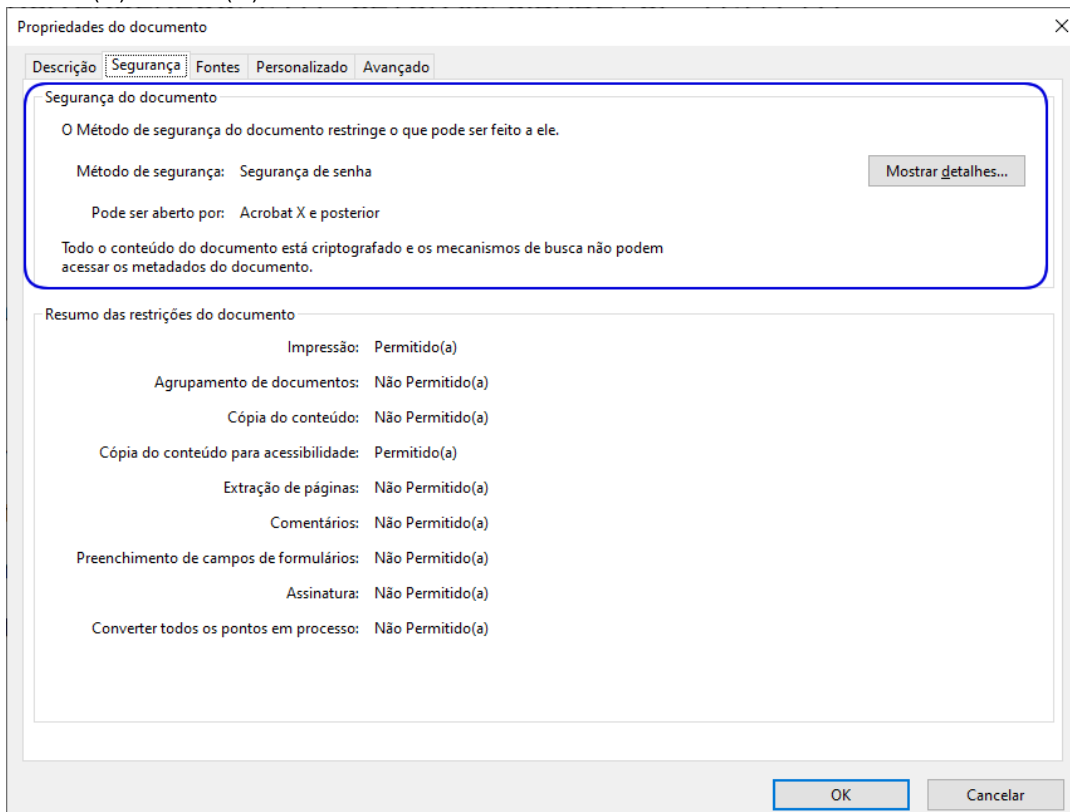 Propriedades do documento
Descrição Segurança Fontes Personalizado Avançado
Segurança do documento
O Método de segurança do documento restringe o que pode ser feito a ele.
Método de segurança: Segurança de senha
Mostrar detalhes...
Pode ser aberto por: Acrobat X e posterior
Todo o conteúdo do documento está criptografado e os mecanismos de busca não podem
acessar os metadados do documento.
Resumo das restrições do documento
Impressão: Permitido(a)
Agrupamento de documentos: Não Permitido(a)
Cópia do conteúdo: Não Permitido(a)
Cópia do conteúdo para acessibilidade: Permitido(a)
Extração de páginas: Não Permitido(a)
Comentários: Não Permitido(a)
Preenchimento de campos de formulários: Não Permitido(a)
Assinatura: Não Permitido(a)
Converter todos os pontos em processo: Não Permitido(a)
OK Cancelar